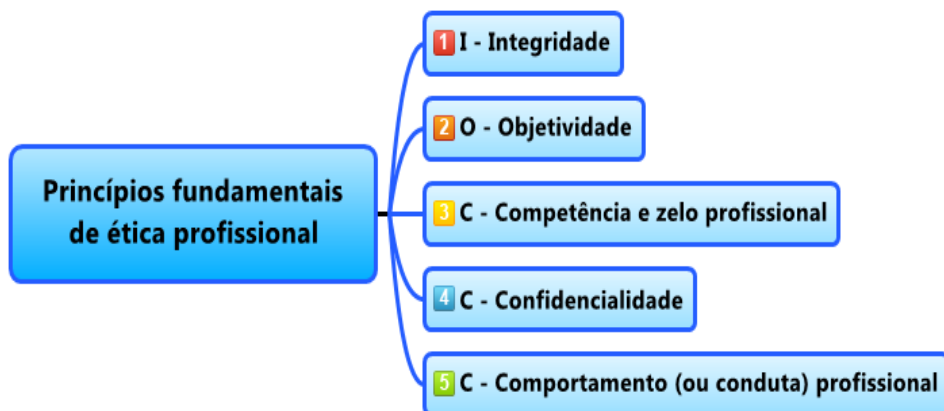 Princípios fundamentais
de ética profissional
1 I - Integridade
2 O - Objetividade
3 C - Competência e zelo profissional
4 C - Confidencialidade
5 C - Comportamento (ou conduta) profissional